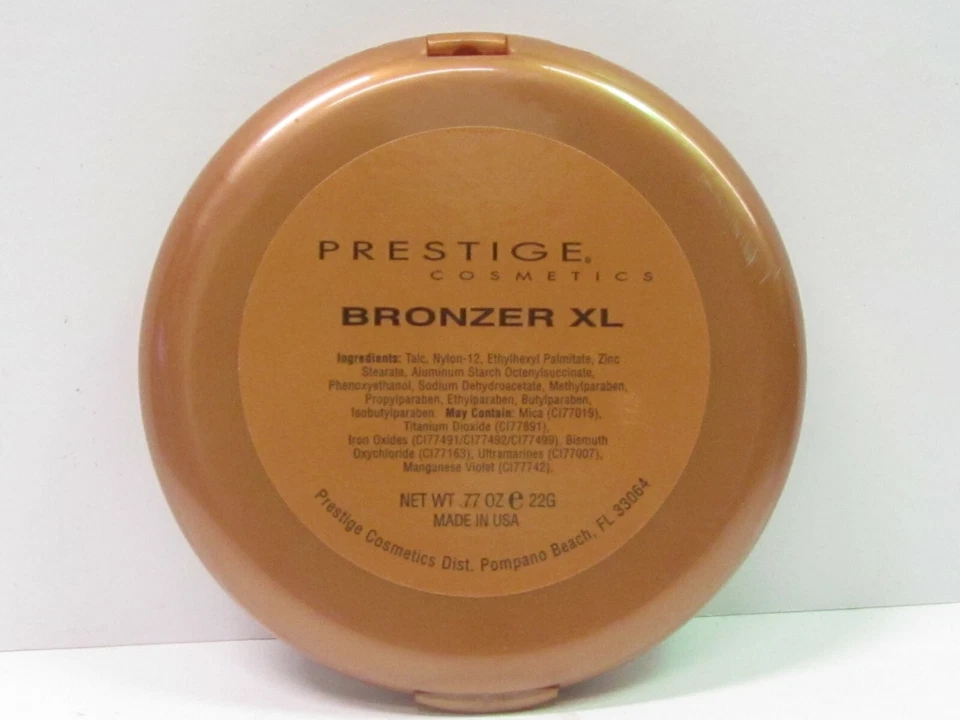 PRESTIGE®
COSMETICS
BRONZER XL
Ingredients: Talc, Nylon-12, Ethylhexyl Palmitate, Zinc
Stearate, Aluminum Starch Octenylsuccinate,
Phenoxyethanol, Sodium Dehydroacetate, Methylparaben,
Propylparaben, Ethylparaben, Butylparaben,
Isobutylparaben. May Contain: Mica (CI77019),
Titanium Dioxide (CI77891),
Iron Oxides (CI77491/CI77492/CI77499), Bismuth
Oxychloride (CI77163), Ultramarines (CI77007),
Manganese Violet (CI77742).
NET WT .77 OZ e 22G
MADE IN USA
Prestige Cosmetics Dist. Pompano Beach, FL 33064